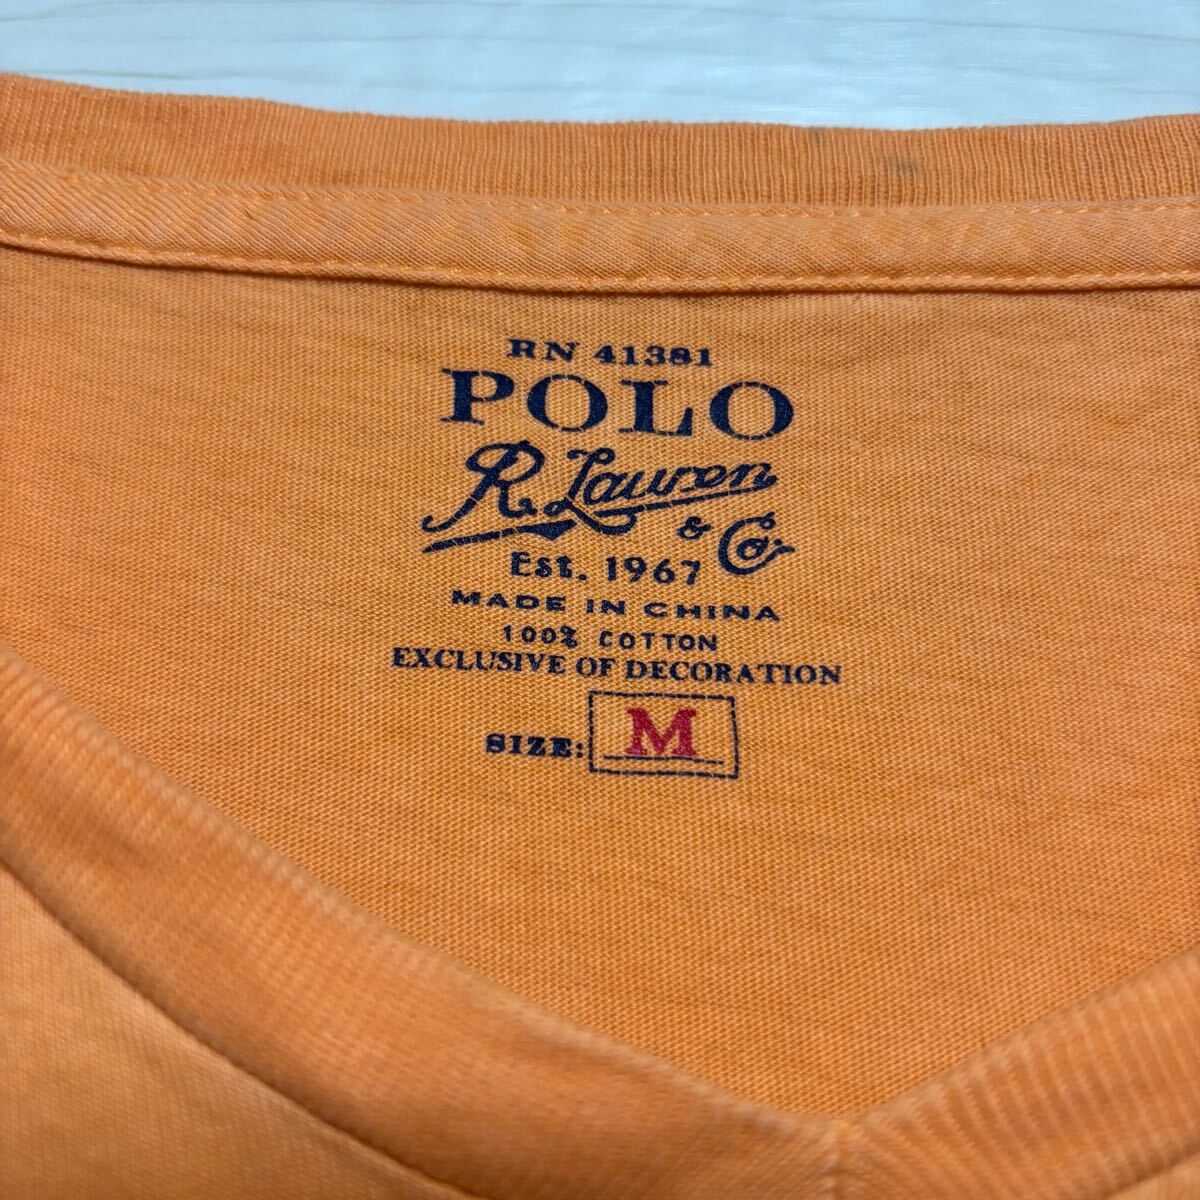 RN 41381
POLO
R. Lauren
& Co.
Est. 1967
MADE IN CHINA
100% COTTON
EXCLUSIVE OF DECORATION
SIZE: M